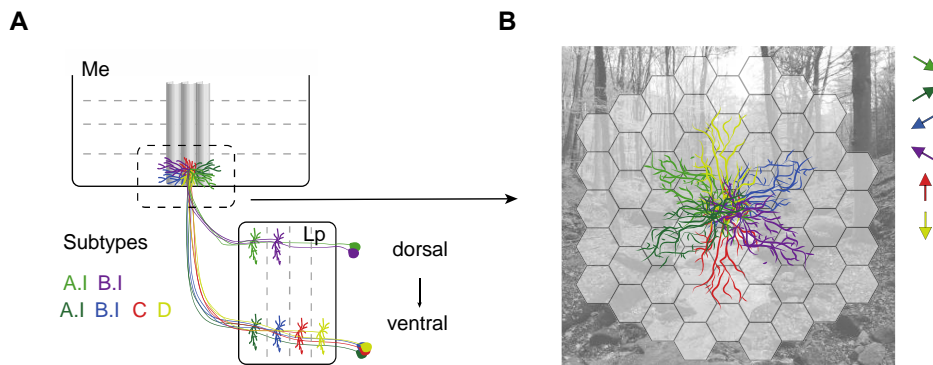 A
B
Me
Subtypes
A.I B.I
A.I B.I C D
Lp
dorsal
ventral